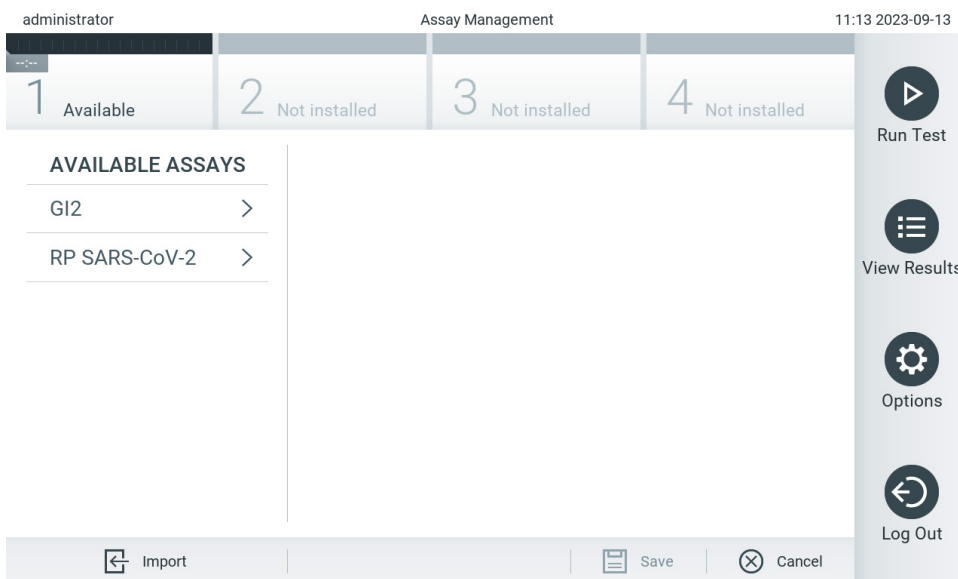 administrator Assay Management 11:13 2023-09-13
--:--
1 Available 2 Not installed 3 Not installed 4 Not installed
Run Test
AVAILABLE ASSAYS
GI2
RP SARS-CoV-2
View Results
Options
Log Out
Import Save Cancel